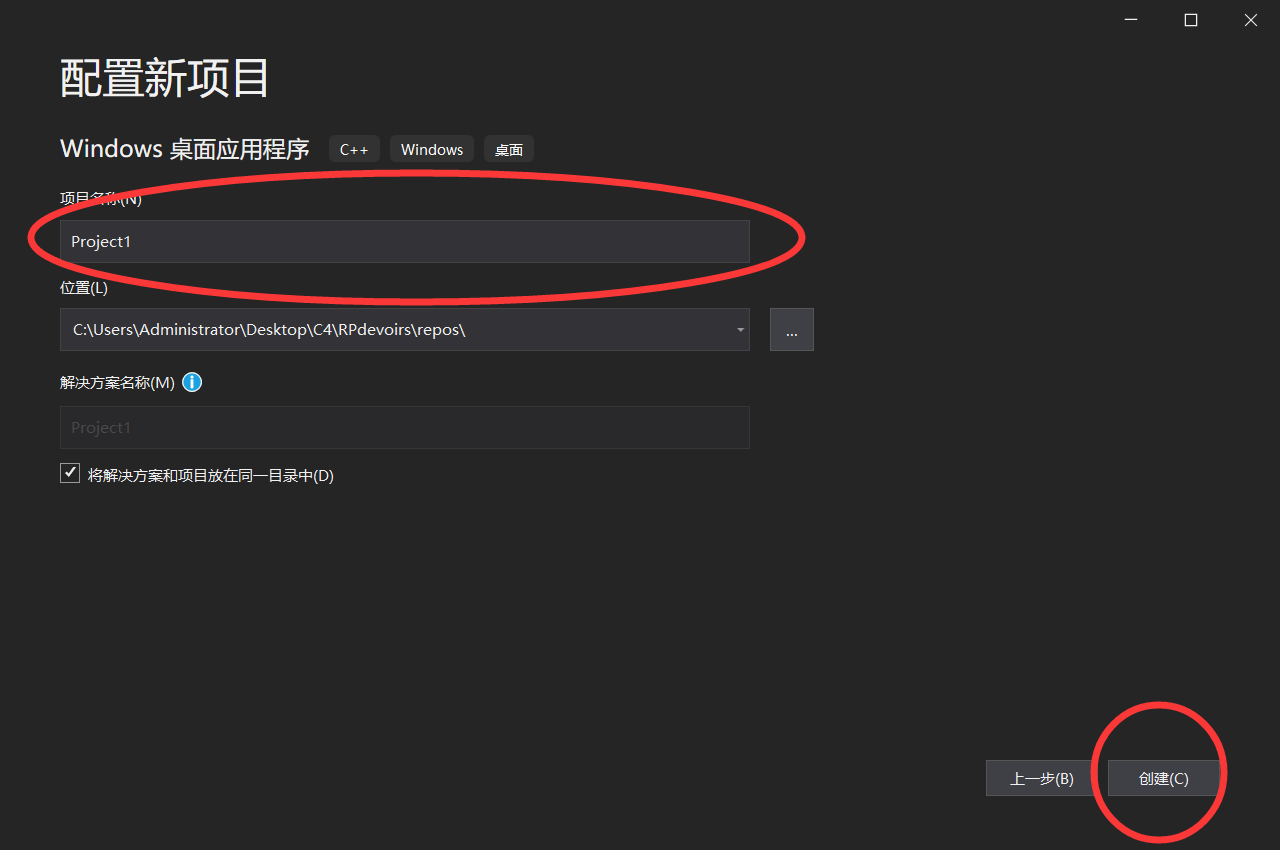 配置新项目
Windows 桌面应用程序 C++ Windows 桌面
项目名称(N)
Project1
位置(L)
C:\Users\Administrator\Desktop\C4\RPdevoirs\repos\
...
解决方案名称(M)
Project1
将解决方案和项目放在同一目录中(D)
上一步(B) 创建(C)